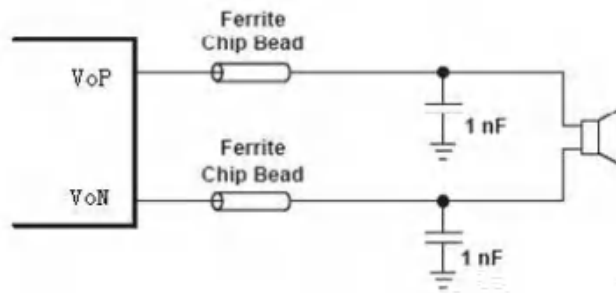 Ferrite
Chip Bead
VoP
1 nF
Ferrite
Chip Bead
VoN
1 nF